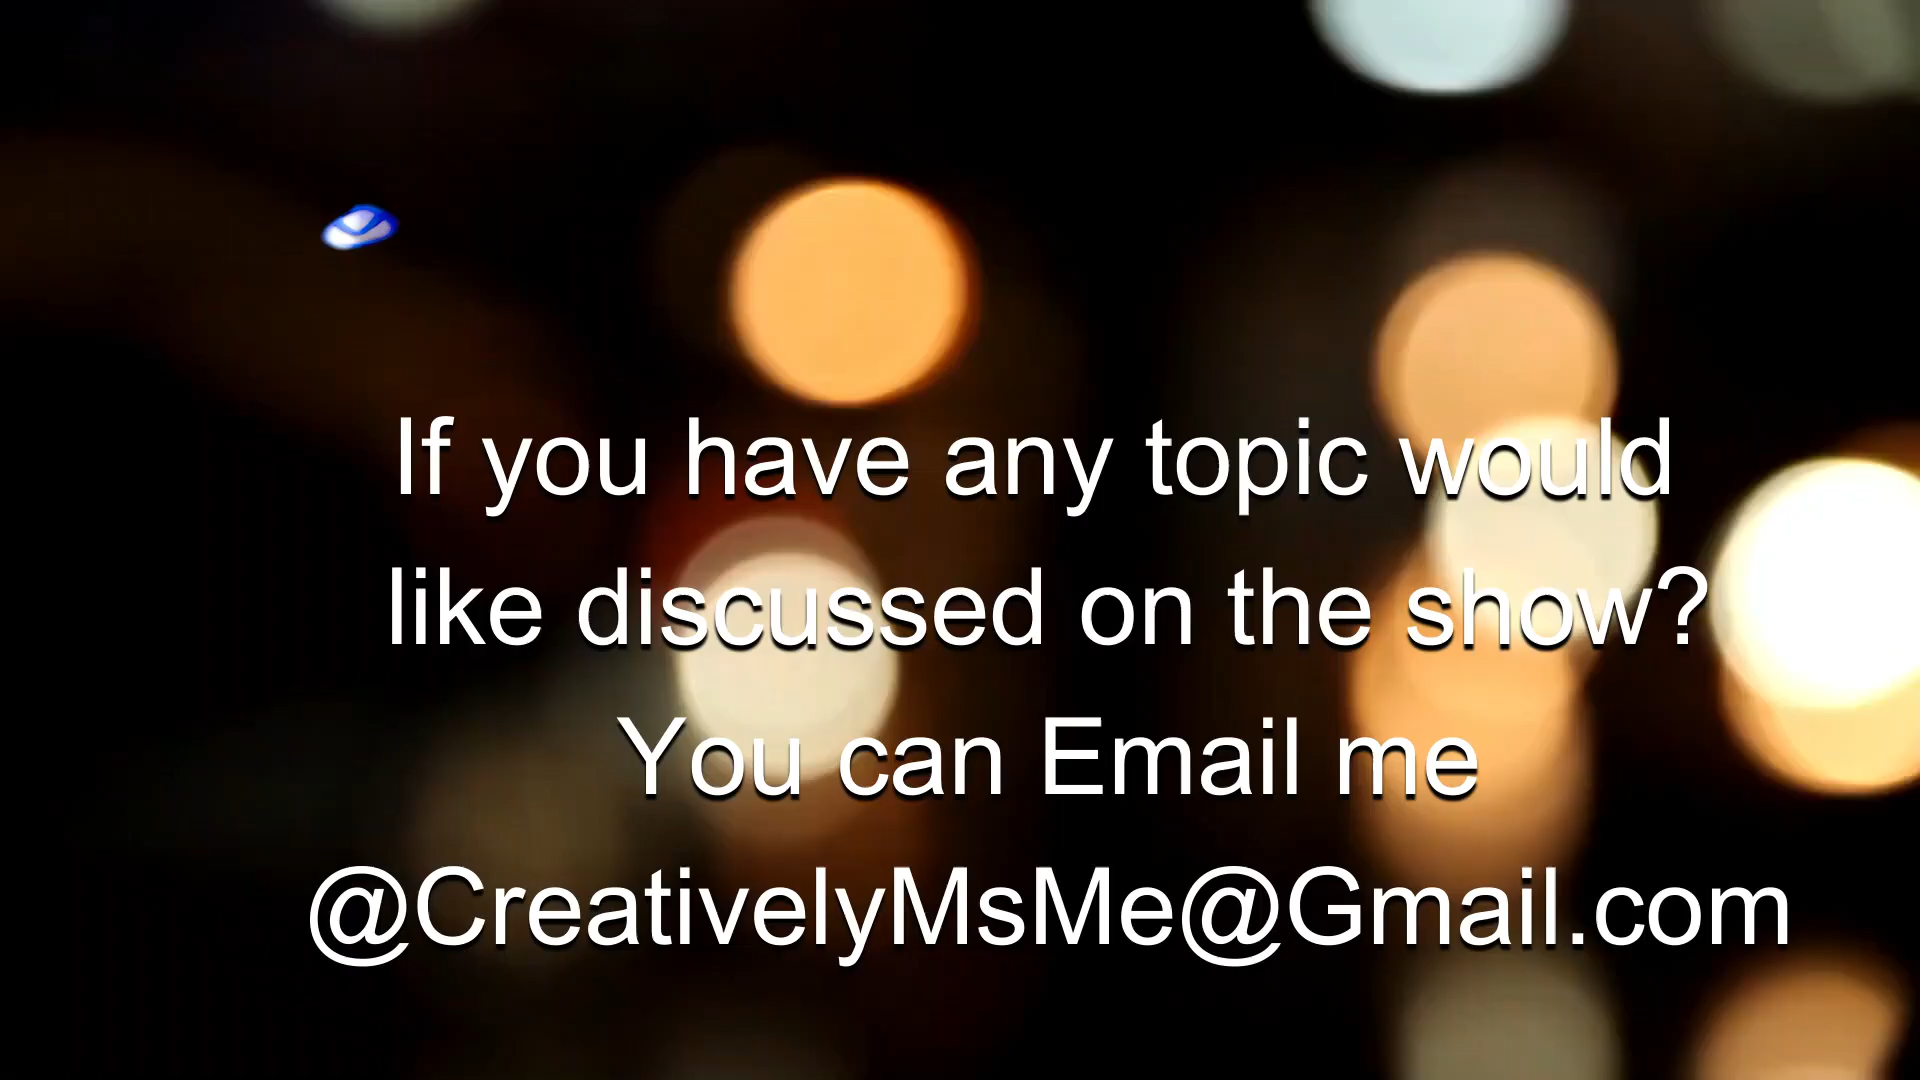 If you have any topic would
like discussed on the show?
You can Email me
@CreativelyMsMe@Gmail.com